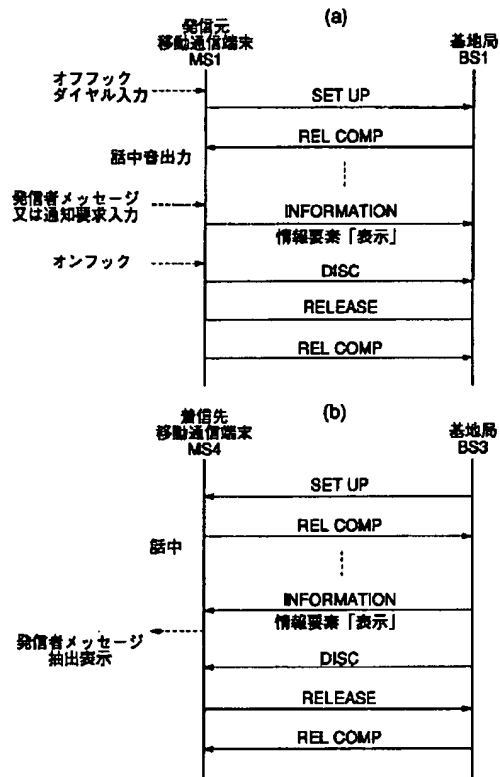 (a)
発信元
移動通信端末
MS1
基地局
BS1
オフフック
ダイヤル入力
SET UP
REL COMP
話中音出力
発信者メッセージ
又は通知要求入力
INFORMATION
情報要素「表示」
オンフック
DISC
RELEASE
REL COMP
(b)
着信先
移動通信端末
MS4
基地局
BS3
SET UP
REL COMP
話中
INFORMATION
情報要素「表示」
発信者メッセージ
抽出表示
DISC
RELEASE
REL COMP